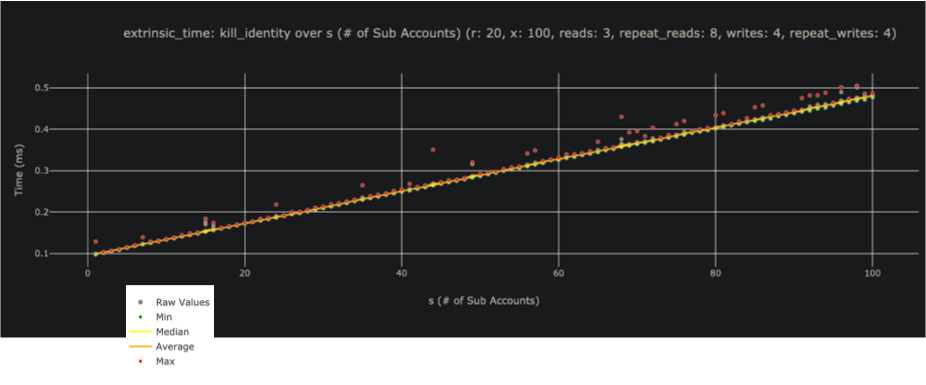 extrinsic_time: kill_identity over s (# of Sub Accounts) (r: 20, x: 100, reads: 3, repeat_reads: 8, writes: 4, repeat_writes: 4)
0.5
0.4
0.3
0.2
0.1
Time (ms)
0 20 40 60 80 100
s (# of Sub Accounts)
Raw Values
Min
Median
Average
Max